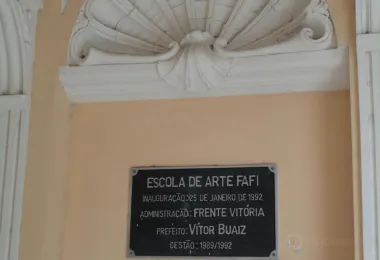 ESCOLA DE ARTE FAFI
INAUGURAÇÃO: 25 DE JANEIRO DE 1992
ADMINISTRAÇÃO: FRENTE VITÓRIA
PREFEITO: VÍTOR BUAIZ
GESTÃO: 1989/1992